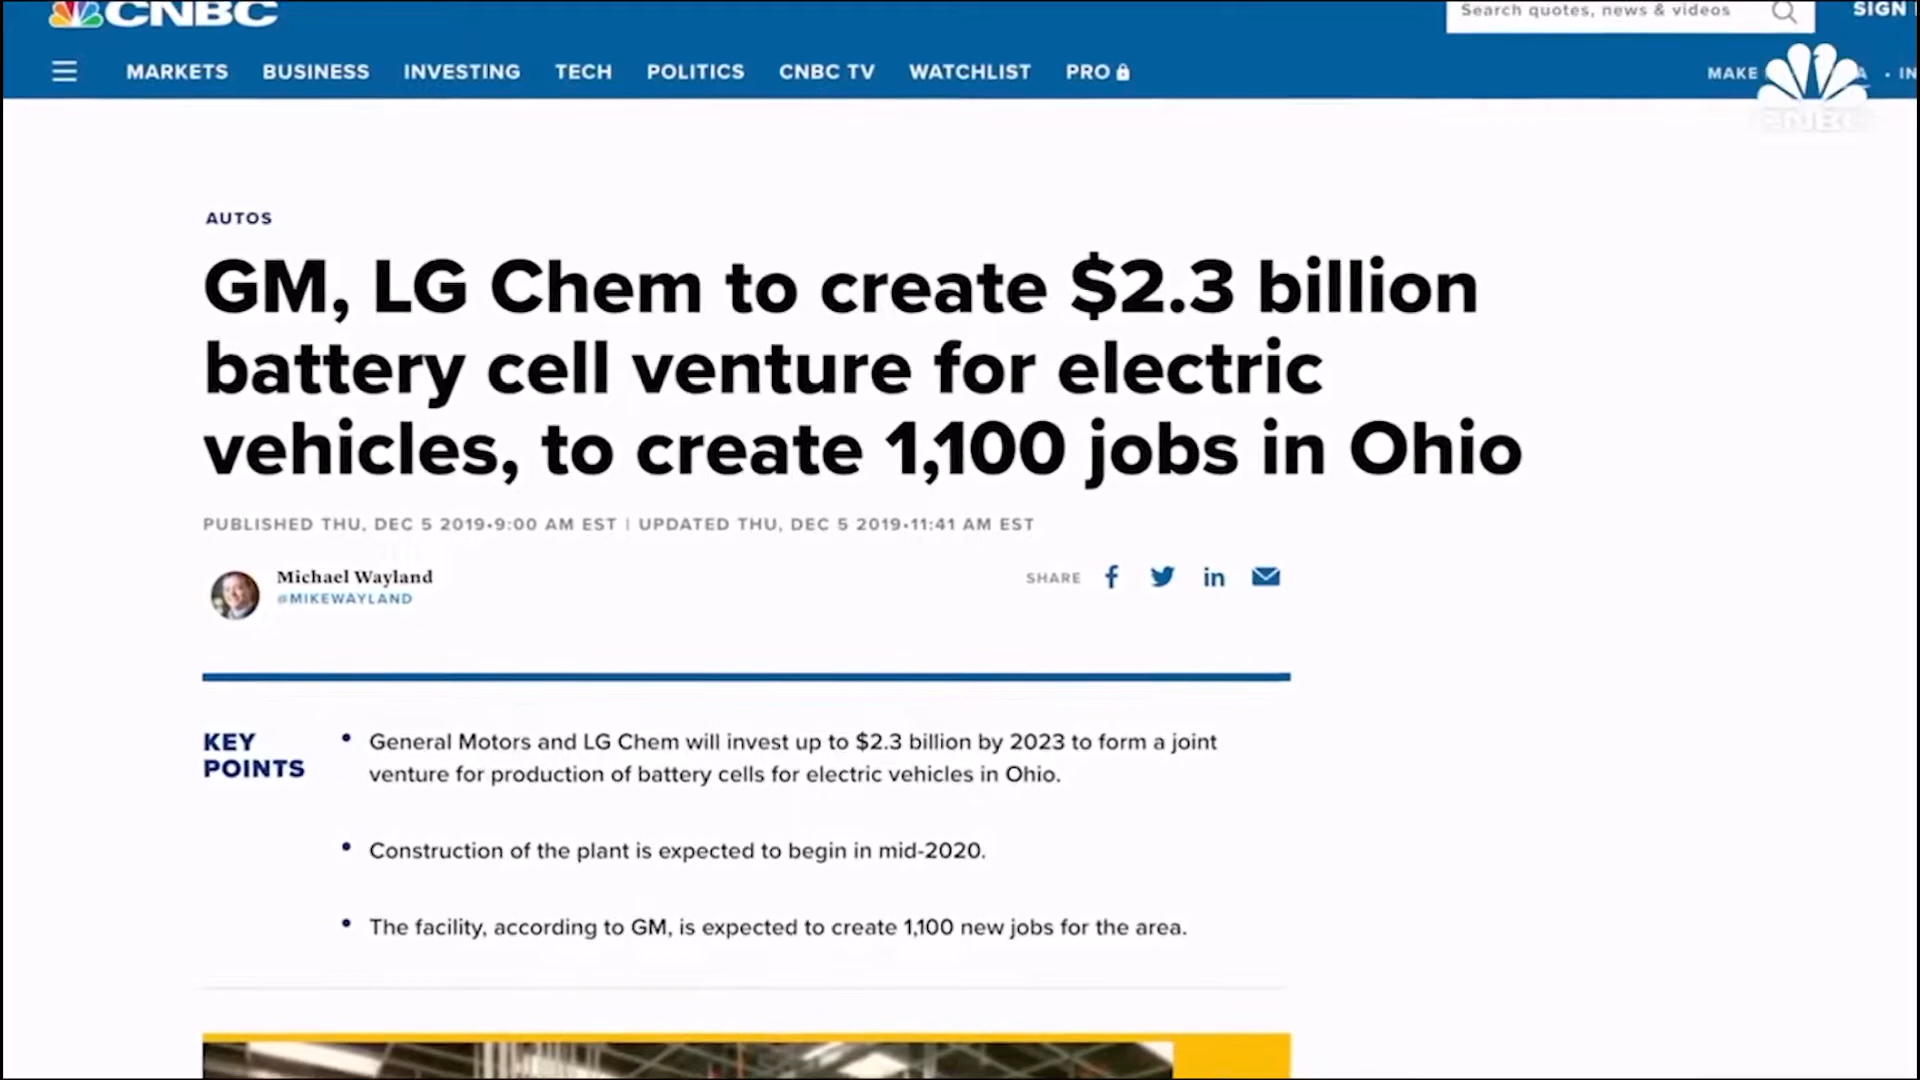 CNBC
Search quotes, news & videos
SIGN
MARKETS BUSINESS INVESTING TECH POLITICS CNBC TV WATCHLIST PRO
MAKE
A • IN
CNBC
AUTOS
GM, LG Chem to create $2.3 billion
battery cell venture for electric
vehicles, to create 1,100 jobs in Ohio
PUBLISHED THU, DEC 5 2019•9:00 AM EST | UPDATED THU, DEC 5 2019•11:41 AM EST
Michael Wayland
@MIKEWAYLAND
SHARE
KEY
POINTS
• General Motors and LG Chem will invest up to $2.3 billion by 2023 to form a joint
venture for production of battery cells for electric vehicles in Ohio.
• Construction of the plant is expected to begin in mid-2020.
• The facility, according to GM, is expected to create 1,100 new jobs for the area.